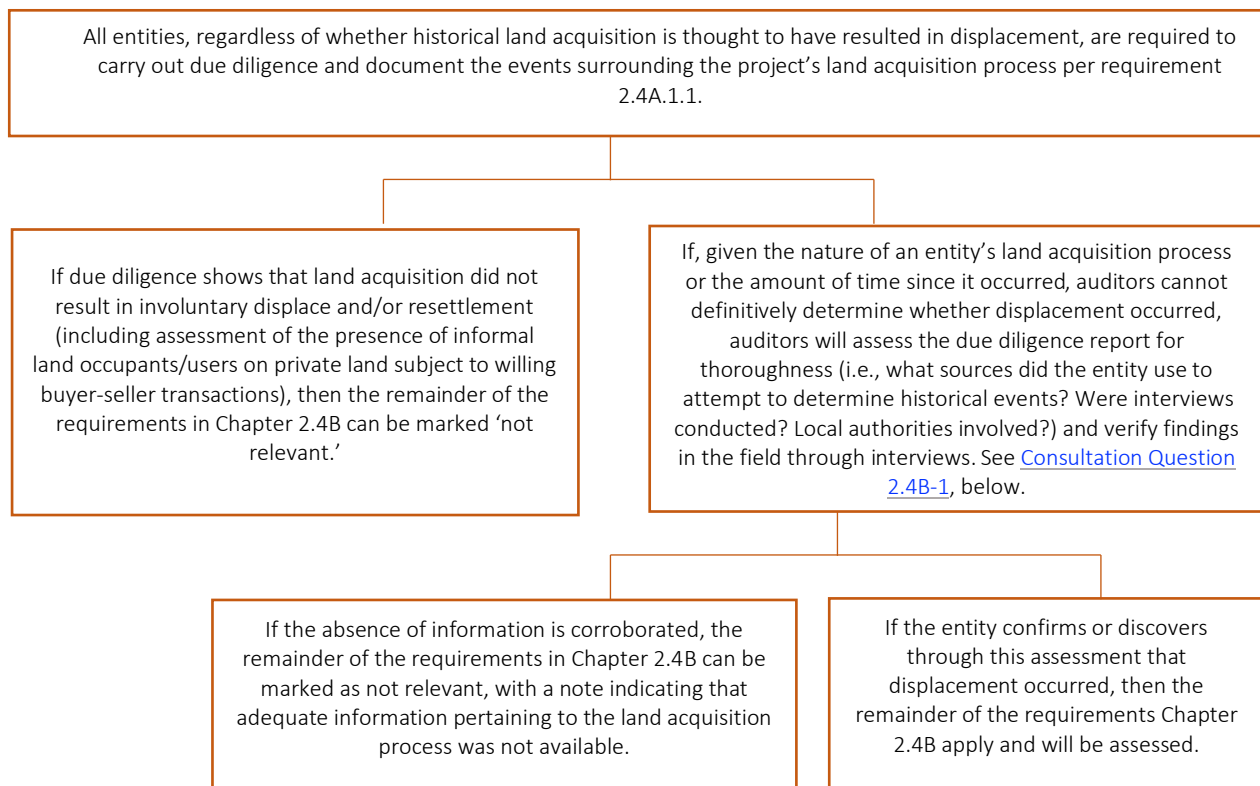 All entities, regardless of whether historical land acquisition is thought to have resulted in displacement, are required to
carry out due diligence and document the events surrounding the project's land acquisition process per requirement
2.4A.1.1.
If due diligence shows that land acquisition did not
result in involuntary displace and/or resettlement
(including assessment of the presence of informal
land occupants/users on private land subject to willing
buyer-seller transactions), then the remainder of the
requirements in Chapter 2.4B can be marked 'not
relevant.'
If, given the nature of an entity's land acquisition process
or the amount of time since it occurred, auditors cannot
definitively determine whether displacement occurred,
auditors will assess the due diligence report for
thoroughness (i.e., what sources did the entity use to
attempt to determine historical events? Were interviews
conducted? Local authorities involved?) and verify findings
in the field through interviews. See Consultation Question
2.4B-1, below.
If the absence of information is corroborated, the
remainder of the requirements in Chapter 2.4B can be
marked as not relevant, with a note indicating that
adequate information pertaining to the land acquisition
process was not available.
If the entity confirms or discovers
through this assessment that
displacement occurred, then the
remainder of the requirements Chapter
2.4B apply and will be assessed.